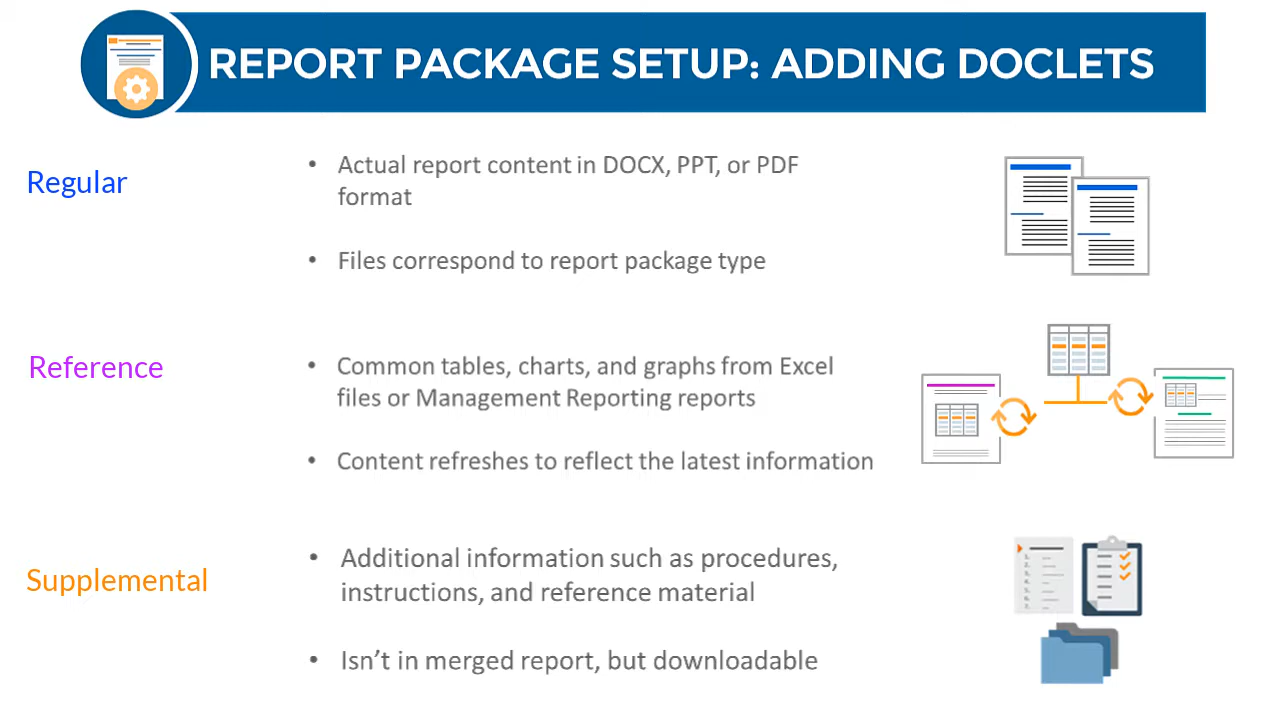 REPORT PACKAGE SETUP: ADDING DOCLETS
Regular
• Actual report content in DOCX, PPT, or PDF
format
• Files correspond to report package type
Reference
• Common tables, charts, and graphs from Excel
files or Management Reporting reports
• Content refreshes to reflect the latest information
Supplemental
• Additional information such as procedures,
instructions, and reference material
• Isn’t in merged report, but downloadable